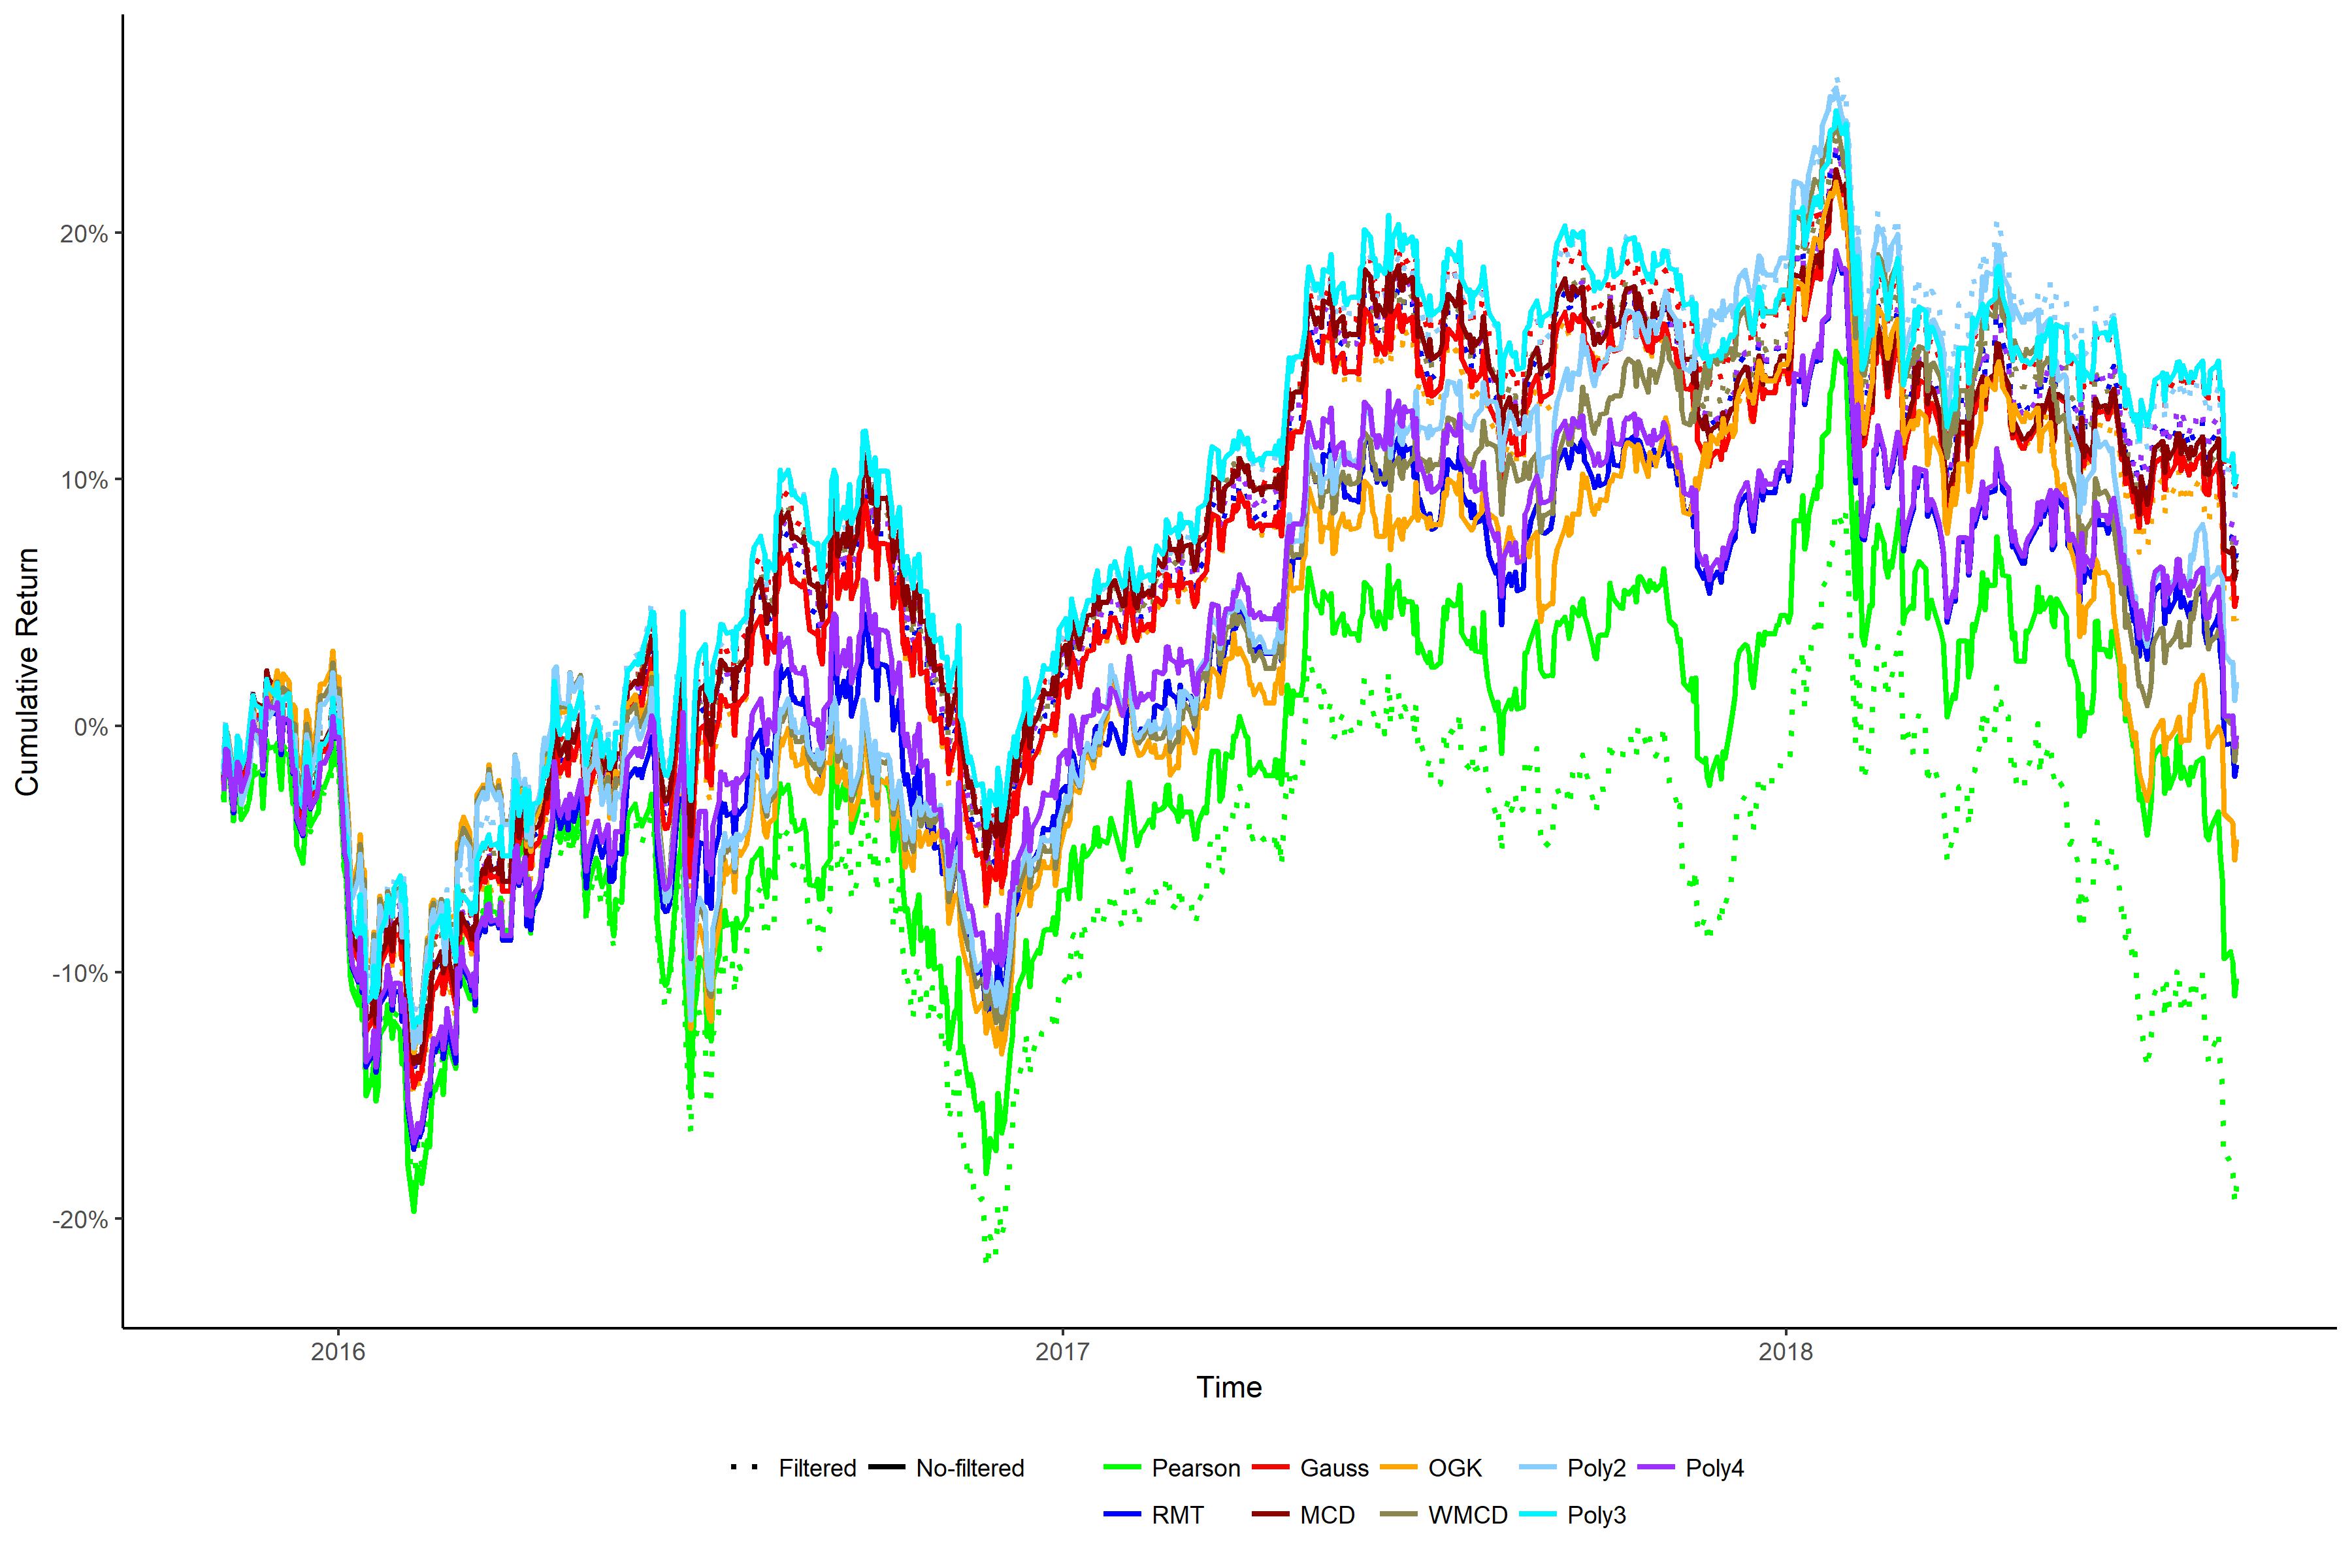 Cumulative Return
20%
10%
0%
-10%
-20%
2016 2017 2018
Time
Filtered No-filtered Pearson Gauss OGK Poly2 Poly4
RMT MCD WMCD Poly3